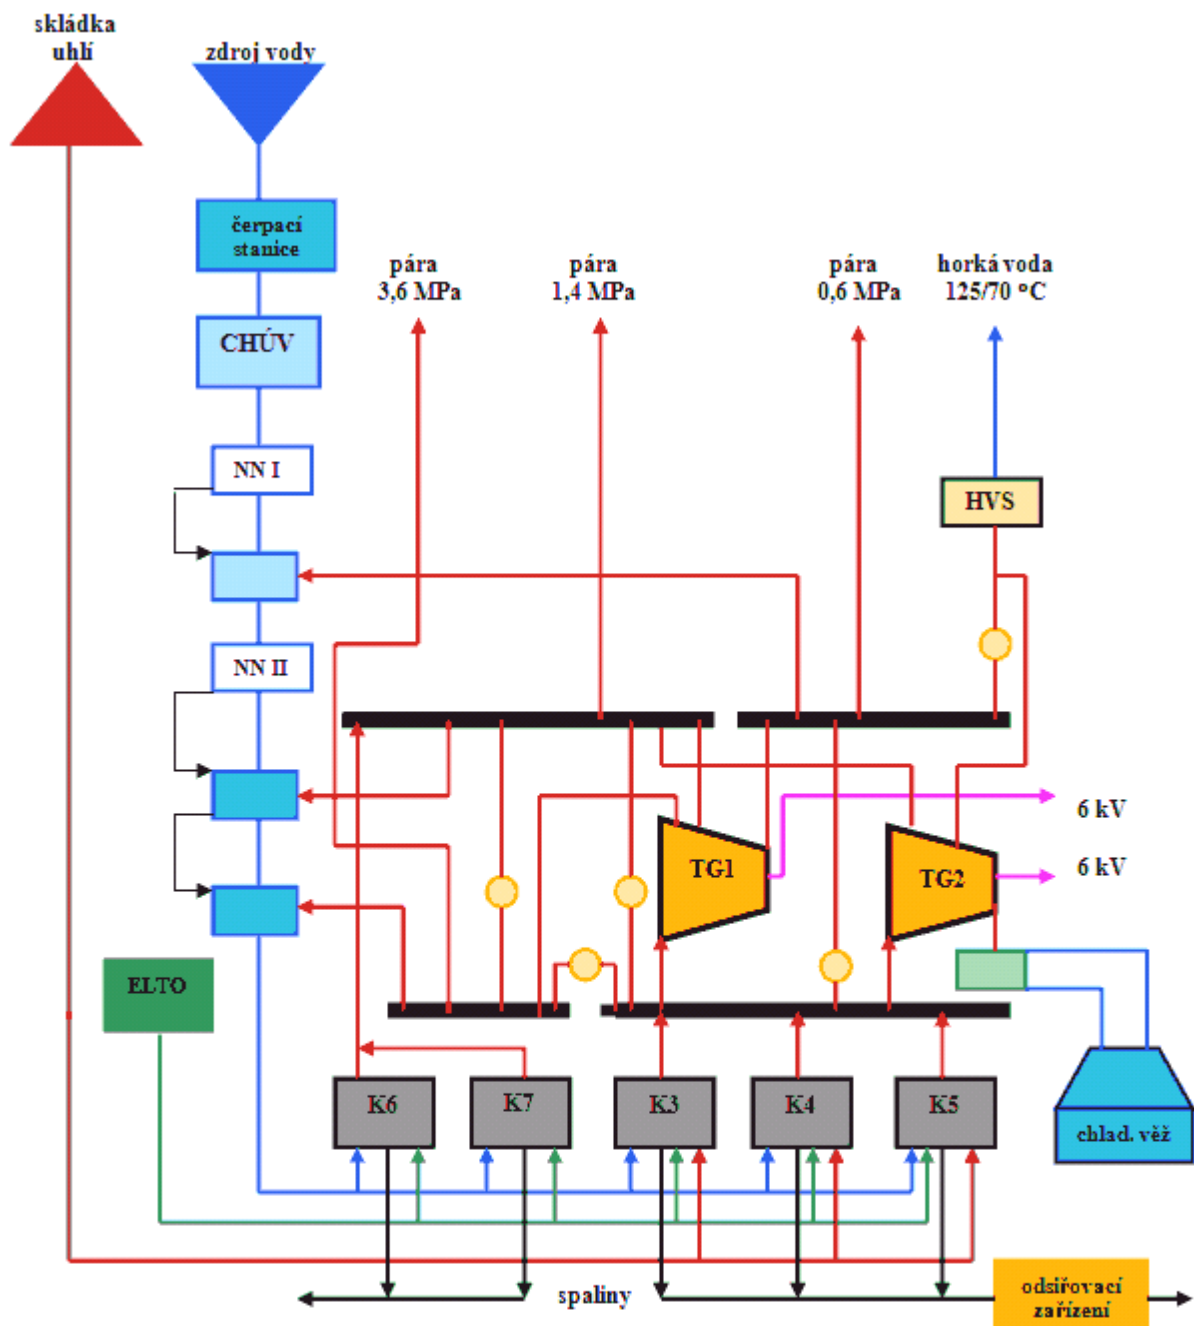 skládka
uhlí
zdroj vody
čerpací
stanice
pára
3,6 MPa
pára
1,4 MPa
pára
0,6 MPa
horká voda
125/70 °C
CHÚV
NN I
HVS
NN II
6 kV
TG1
6 kV
TG2
ELTO
K6
K7
K3
K4
K5
chlad. věž
spaliny
odsiřovací
zařízení